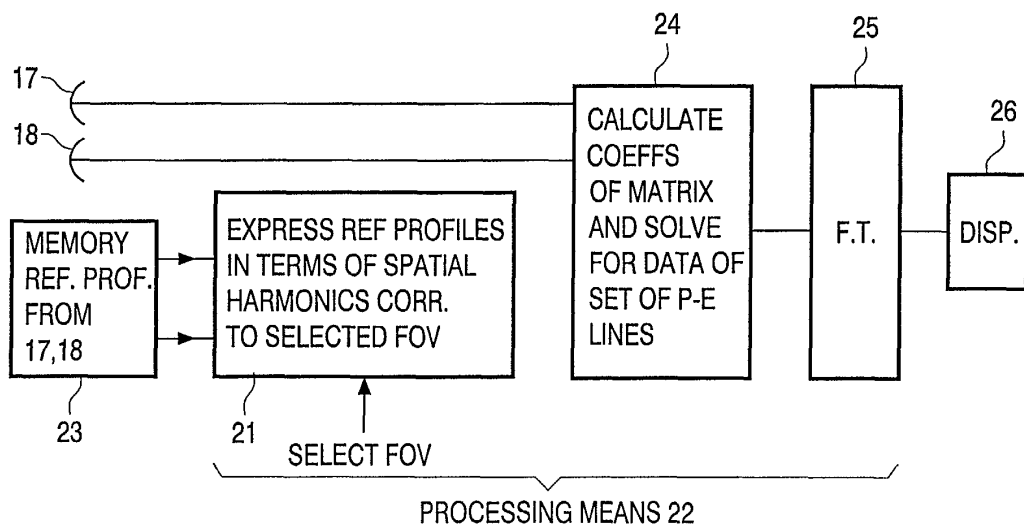 24
25
17
18
26
CALCULATE
COEFFS
OF MATRIX
AND SOLVE
FOR DATA OF
SET OF P-E
LINES
F.T.
DISP.
MEMORY
REF. PROF.
FROM
17,18
EXPRESS REF PROFILES
IN TERMS OF SPATIAL
HARMONICS CORR.
TO SELECTED FOV
23
21
SELECT FOV
PROCESSING MEANS 22